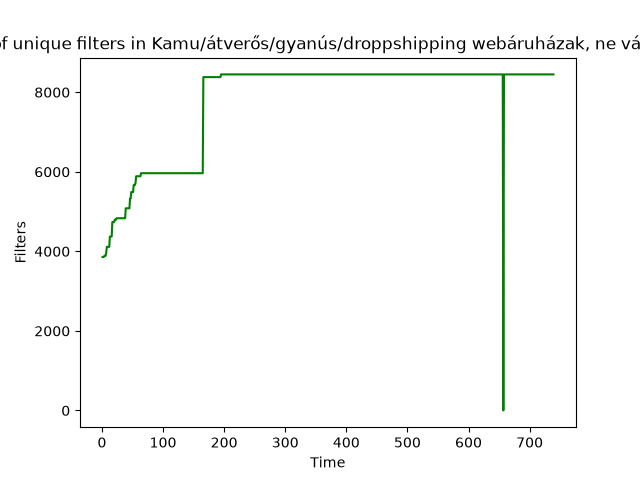 of unique filters in Kamu/átverős/gyanús/droppshipping webáruházak, ne vá
8000
6000
4000
2000
0
Filters
0 100 200 300 400 500 600 700
Time